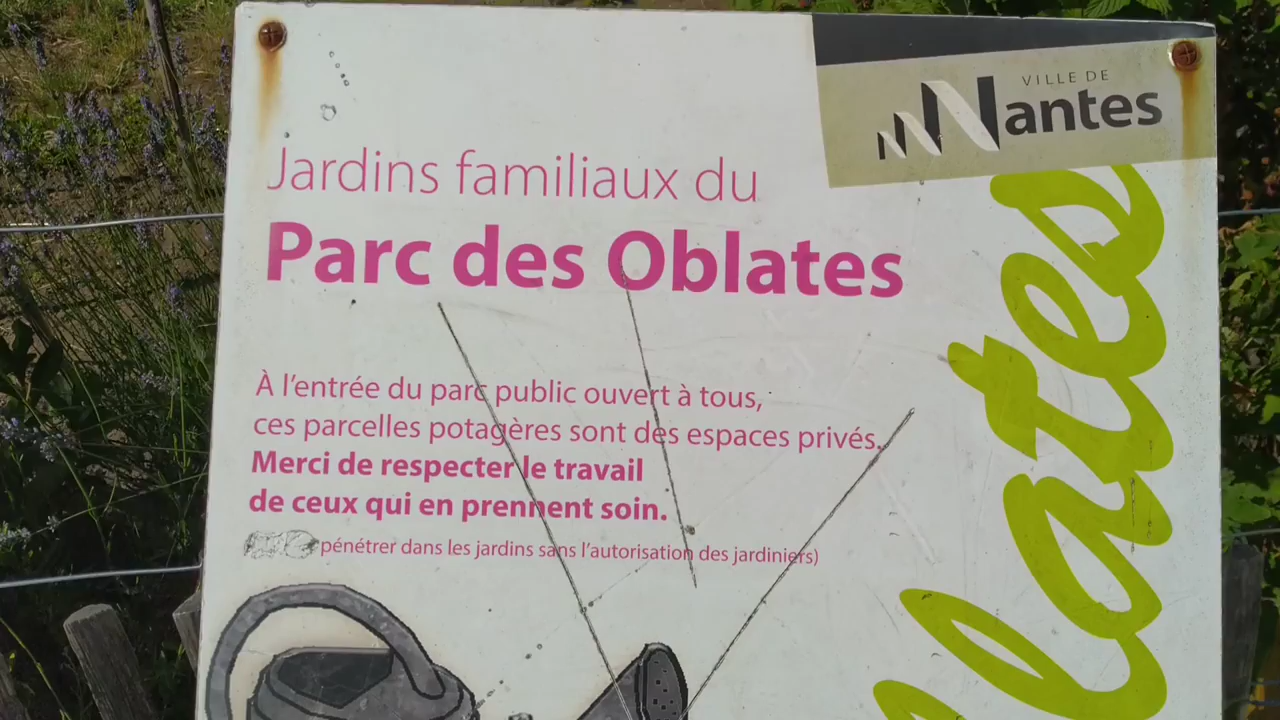 VILLE DE
Nantes
Jardins familiaux du
Parc des Oblates
À l'entrée du parc public ouvert à tous,
ces parcelles potagères sont des espaces privés.
Merci de respecter le travail
de ceux qui en prennent soin.
pénétrer dans les jardins sans l'autorisation des jardiniers)
lates